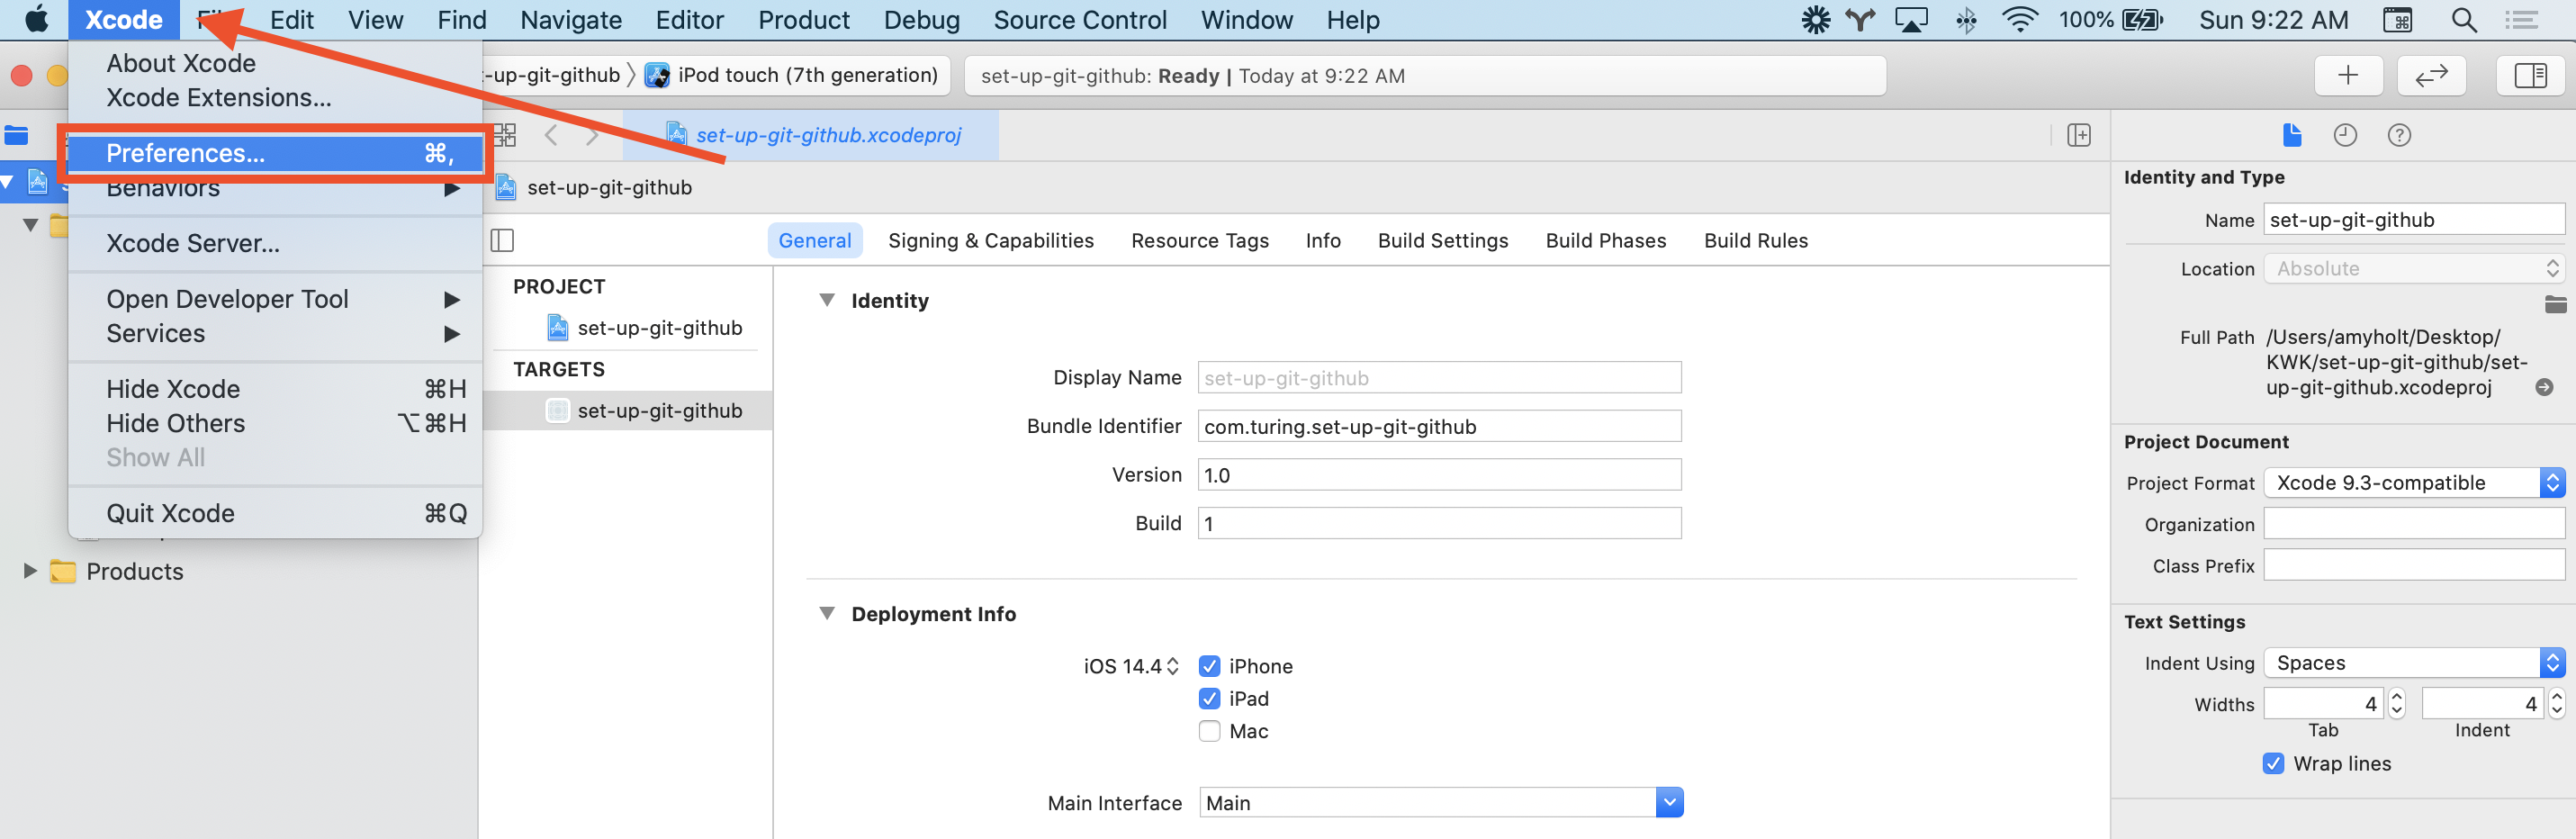 Xcode Edit View Find Navigate Editor Product Debug Source Control Window Help 100% Sun 9:22 AM
About Xcode
Xcode Extensions...
Preferences... ⌘,
Behaviors
Xcode Server...
Open Developer Tool
Services
Hide Xcode ⌘H
Hide Others ⌥⌘H
Show All
Quit Xcode ⌘Q
Products
-up-git-github iPod touch (7th generation)
set-up-git-github: Ready | Today at 9:22 AM
set-up-git-github.xcodeproj
set-up-git-github
General Signing & Capabilities Resource Tags Info Build Settings Build Phases Build Rules
PROJECT
set-up-git-github
TARGETS
set-up-git-github
Identity
Display Name set-up-git-github
Bundle Identifier com.turing.set-up-git-github
Version 1.0
Build 1
Deployment Info
iOS 14.4 iPhone
iPad
Mac
Main Interface Main
Identity and Type
Name set-up-git-github
Location Absolute
Full Path /Users/amyholt/Desktop/
KWK/set-up-git-github/set-
up-git-github.xcodeproj
Project Document
Project Format Xcode 9.3-compatible
Organization
Class Prefix
Text Settings
Indent Using Spaces
Widths 4 4
Tab Indent
Wrap lines